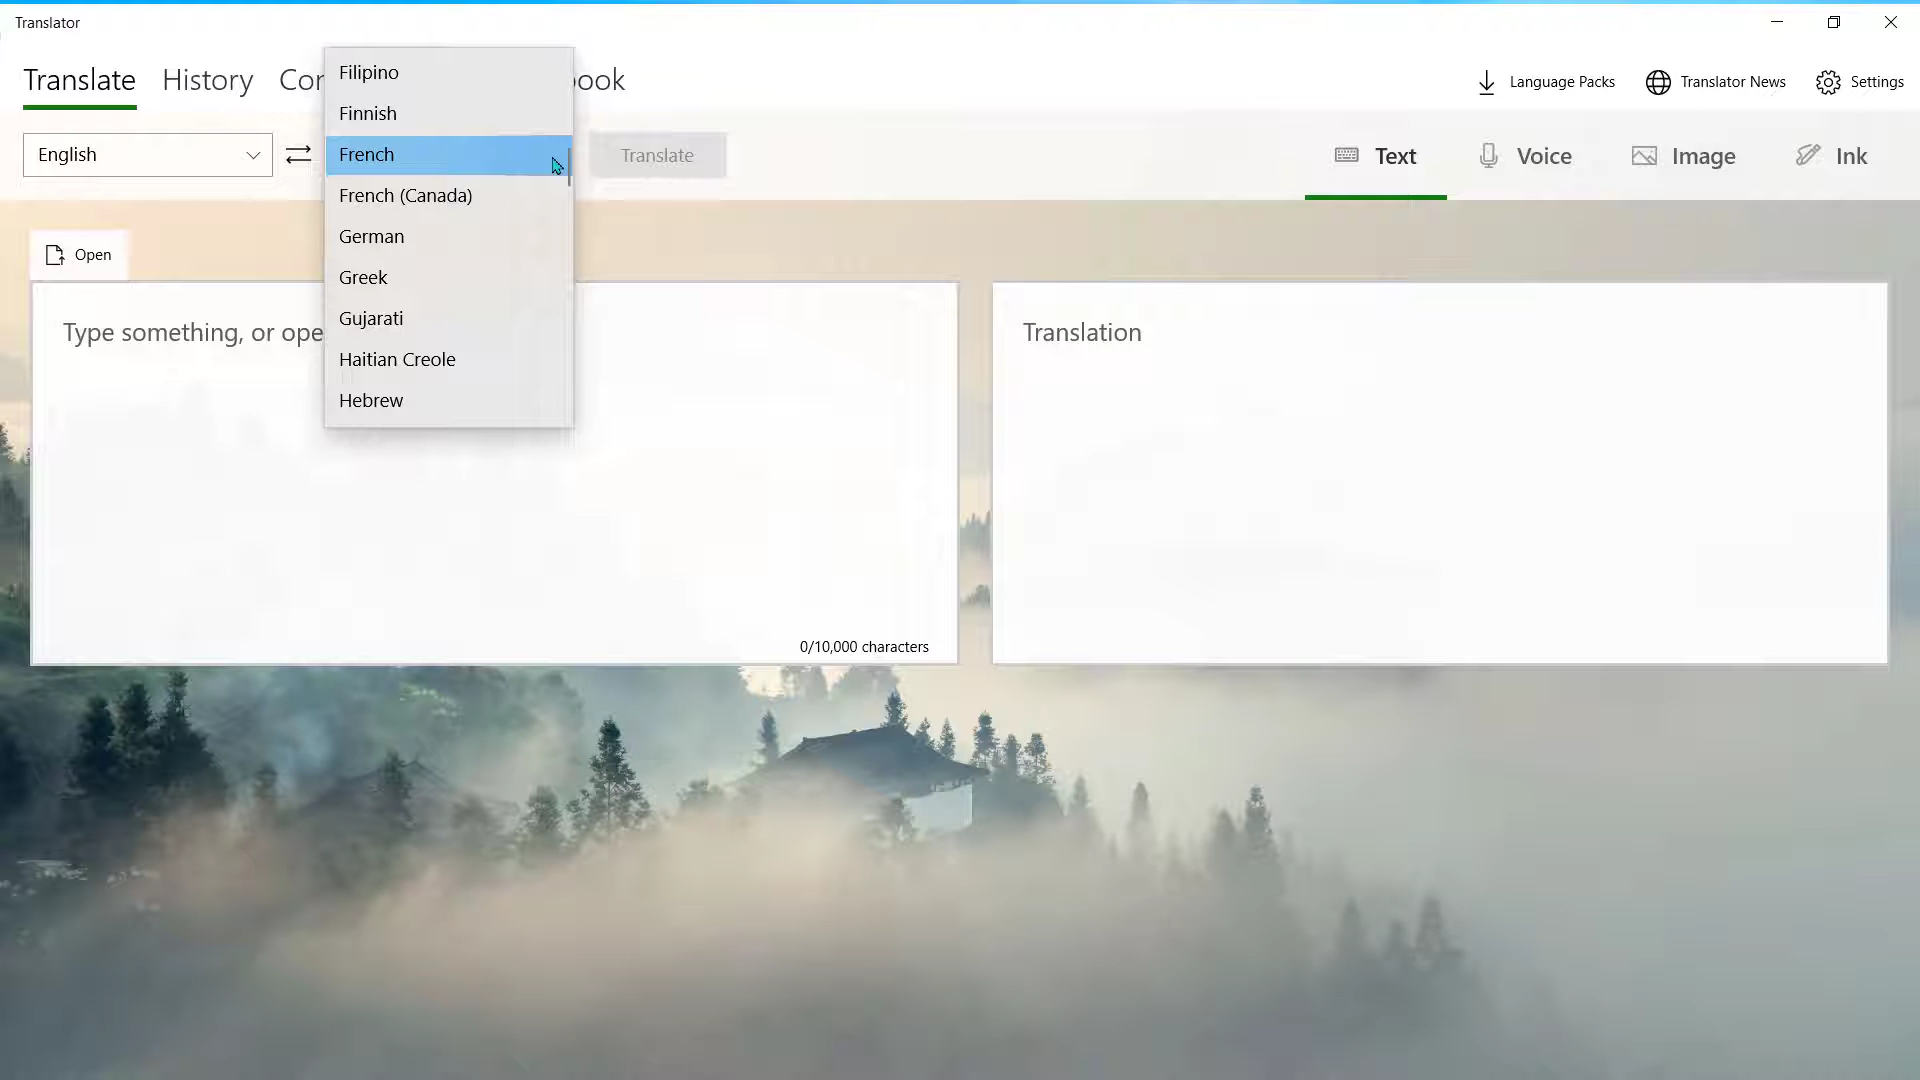 Translator
Translate History Con ook
Language Packs Translator News Settings
English Translate
Text Voice Image Ink
Filipino
Finnish
French
French (Canada)
German
Greek
Gujarati
Haitian Creole
Hebrew
Open
Type something, or ope
0/10,000 characters
Translation